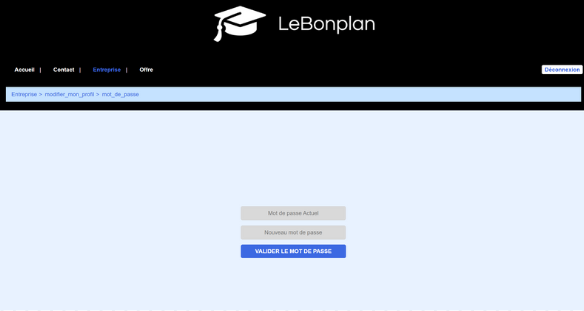 LeBonplan
Accueil | Contact | Entreprise | Offre Déconnexion
Entreprise > modifier_mon_profil > mot_de_passe
Mot de passe Actuel
Nouveau mot de passe
VALIDER LE MOT DE PASSE